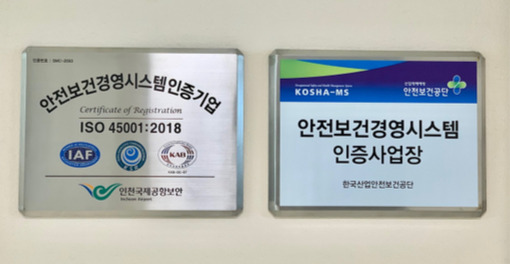 안전보건경영시스템인증기업
Certificate of Registration
ISO 45001:2018
IAF
KAB
인천국제공항보안
KOSHA-MS
안전보건공단
안전보건경영시스템
인증사업장
한국산업안전보건공단